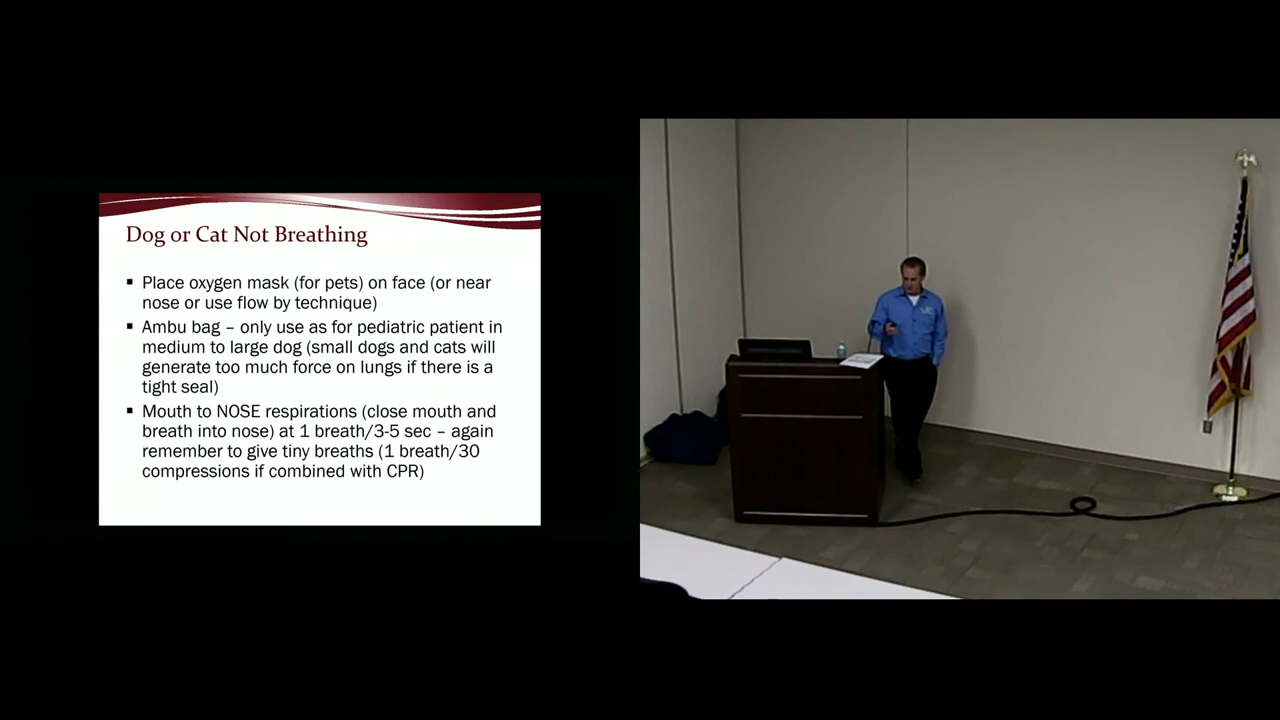 Dog or Cat Not Breathing
▪ Place oxygen mask (for pets) on face (or near
nose or use flow by technique)
▪ Ambu bag – only use as for pediatric patient in
medium to large dog (small dogs and cats will
generate too much force on lungs if there is a
tight seal)
▪ Mouth to NOSE respirations (close mouth and
breath into nose) at 1 breath/3-5 sec – again
remember to give tiny breaths (1 breath/30
compressions if combined with CPR)